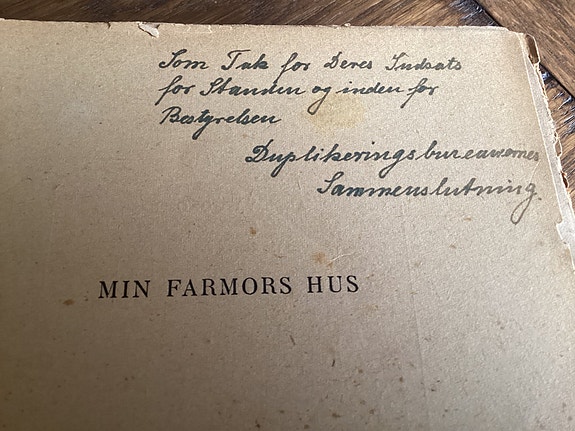 Som Tak for Deres Indsats
for Standen og inden for
Bestyrelsen
Duplikeringsbureauernes
Sammenslutning.
MIN FARMORS HUS